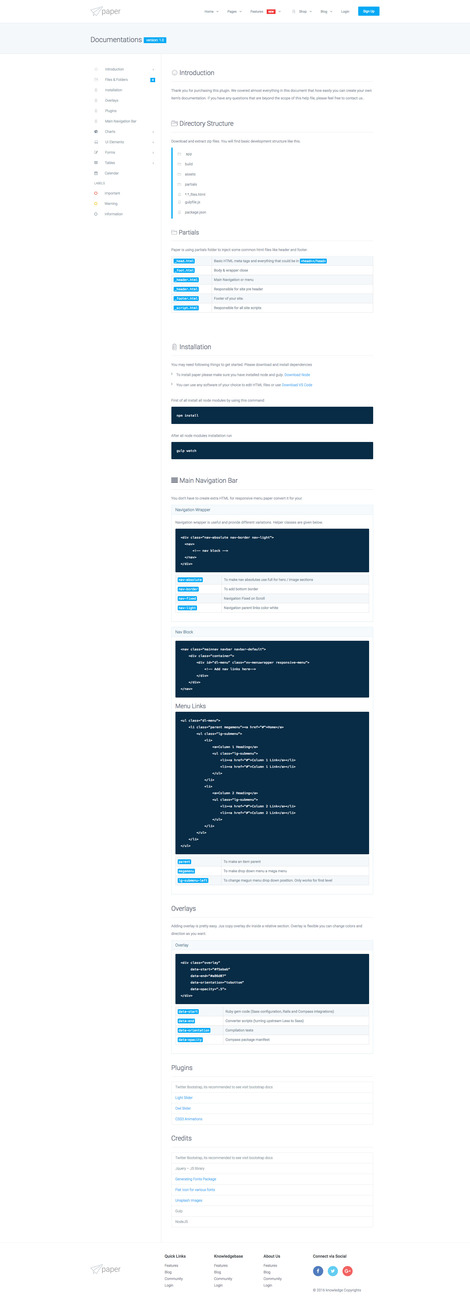 paper
Home
Pages
Features
Shop
Blog
Login
Sign Up
Documentations version 1.0
Introduction
Files & Folders
Installation
Overlays
Plugins
Main Navigation Bar
Charts
UI Elements
Forms
Tables
Calendar
LABELS
Important
Warning
Information
Introduction
Thank you for purchasing this plugin. We covered almost everything in this document that how easily you can create your
item's documentation. If you have any questions that are beyond the scope of this help file, please feel free to contact us.
Directory Structure
Download and extract zip files. You will find basic development structure like this.
app
build
assets
partials
gulpfile.js
package.json
Partials
Paper is using partials folder to inject some common html files like header and footer
_head.html Basic HTML meta tags and everything that could be in <head></head>
_foot.html Body & wrapper close
_header.html Main Navigation or menu
_header.html Responsible for site pre header
_footer.html Footer of your site.
_script.html Responsible for all site scripts
Installation
You may need following things to get started. Please download and install dependencies
To install paper please make sure you have installed node and gulp. Download Node
You can use any software of your choice to edit HTML files or use Download VS Code
First of all install all node modules by using this command
npm install
After all node modules installation run
gulp watch
Main Navigation Bar
You don't have to create extra HTML for responsive menu paper convert it for you.
Navigation Wrapper
Navigation wrapper is useful and provide different variations. Helper classes are given below.
<div class="nav-absolute nav-border nav-light">
<nav>
<!-- nav block -->
</nav>
</div>
nav-absolute To make nav absolutes use full for hero / image sections
nav-border To add bottom border
nav-fixed Navigation Fixed on Scroll
nav-light Navigation parent links color white
Nav Block
<nav class="mainnav navbar navbar-default">
<div class="container">
<div id="dl-menu" class="xv-menuwrapper responsive-menu">
<!-- Add nav links here-->
</div>
</div>
</nav>
Menu Links
<ul class="dl-menu">
<li class="parent megamenu"><a href="#">Home</a>
<ul class="lg-submenu">
<li>
<a>Column 1 Heading</a>
<ul class="lg-submenu">
<li><a href="#">Column 1 Link</a></li>
<li><a href="#">Column 1 Link</a></li>
</ul>
</li>
<li>
<a>Column 2 Heading</a>
<ul class="lg-submenu">
<li><a href="#">Column 2 Link</a></li>
<li><a href="#">Column 2 Link</a></li>
</ul>
</li>
</ul>
</li>
</ul>
parent To make an item parent
megamenu To make drop down menu a mega menu
lg-submenu-left To change megun menu drop down position. Only works for first level
Overlays
Adding overlay is pretty easy, Jus copy overlay div inside a relative section. Overlay is flexible you can change colors and
direction as you want.
Overlay
<div class="overlay"
data-start="#f5a6a6"
data-orientation="tobottom"
data-opacity=".5">
</div>
data-start Ruby gem code (Sass configuration, Rails and Compass integrations)
data-end Converter scripts (turning upstream Less to Sass)
data-orientation Compilation tests
data-opacity Compass package manifest
Plugins
Twitter Bootstrap, Its recommended to see visit bootstrap docs
Light Slider
Owl Slider
CSS3 Animations
Credits
Twitter Bootstrap, Its recommended to see visit bootstrap docs
Jquery – JS library
Generating Fonts Package
Flat Icon for various fonts
Unsplash Images
Gulp
NodeJS
paper
Quick Links
Features
Blog
Community
Login
Knowledgebase
Features
Blog
Community
Login
About Us
Features
Blog
Community
Login
Connect via Social